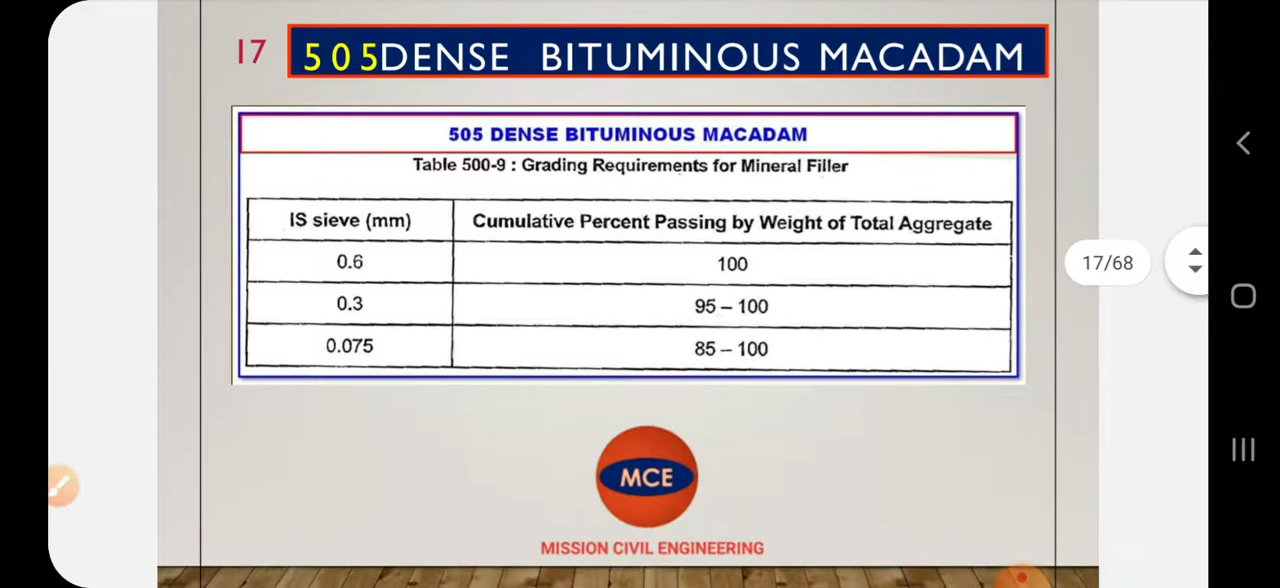 17
505DENSE BITUMINOUS MACADAM
505 DENSE BITUMINOUS MACADAM
Table 500-9 : Grading Requirements for Mineral Filler
IS sieve (mm) Cumulative Percent Passing by Weight of Total Aggregate
0.6 100
0.3 95 – 100
0.075 85 – 100
17/68
MCE
MISSION CIVIL ENGINEERING